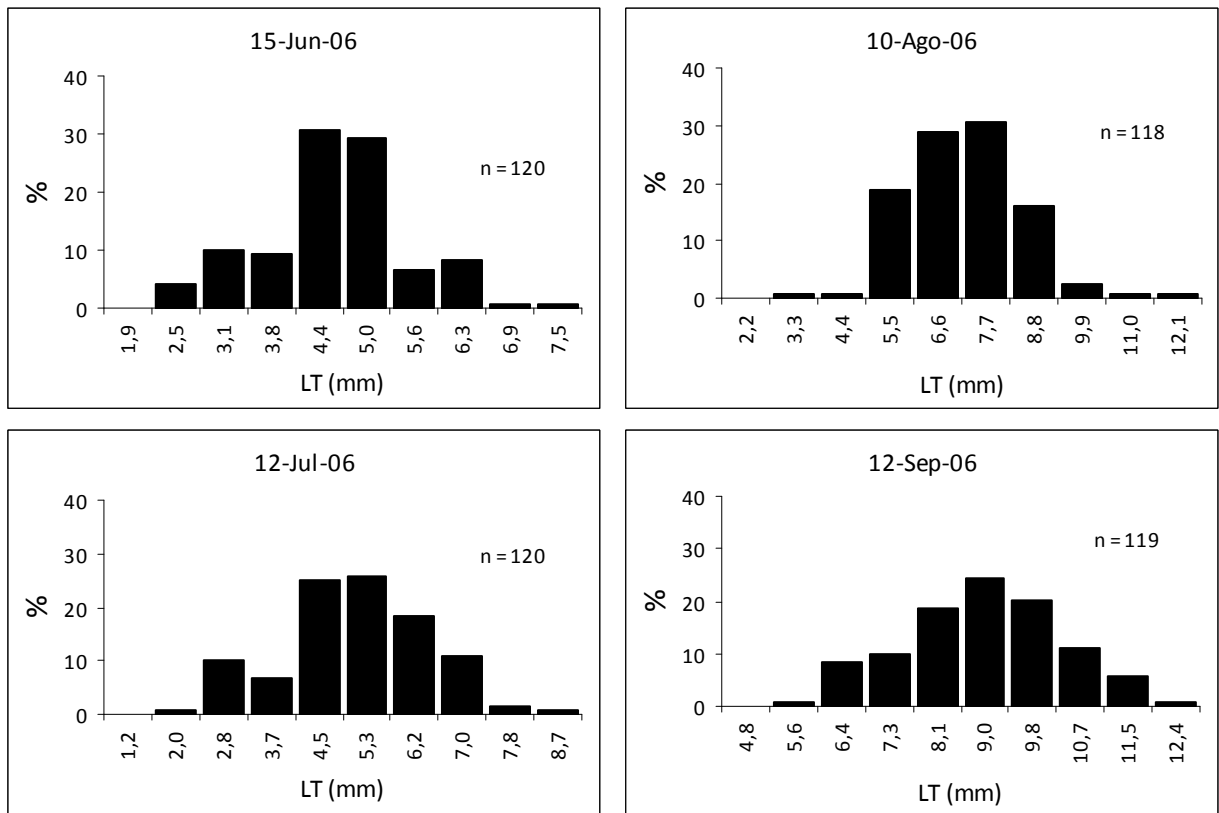 15-Jun-06
40
30
20
10
0
%
n = 120
1,9 2,5 3,1 3,8 4,4 5,0 5,6 6,3 6,9 7,5
LT (mm)
10-Ago-06
40
30
20
10
0
%
n = 118
2,2 3,3 4,4 5,5 6,6 7,7 8,8 9,9 11,0 12,1
LT (mm)
12-Jul-06
40
30
20
10
0
%
n = 120
1,2 2,0 2,8 3,7 4,5 5,3 6,2 7,0 7,8 8,7
LT (mm)
12-Sep-06
40
30
20
10
0
%
n = 119
4,8 5,6 6,4 7,3 8,1 9,0 9,8 10,7 11,5 12,4
LT (mm)